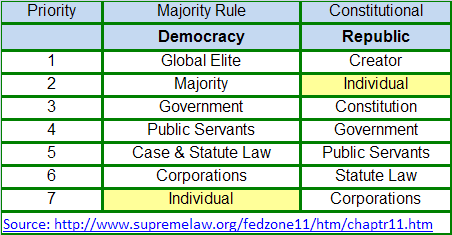 Priority Majority Rule Constitutional
Democracy Republic
1 Global Elite Creator
2 Majority Individual
3 Government Constitution
4 Public Servants Government
5 Case & Statute Law Public Servants
6 Corporations Statute Law
7 Individual Corporations
Source: http://www.supremelaw.org/fedzone11/htm/chaptr11.htm